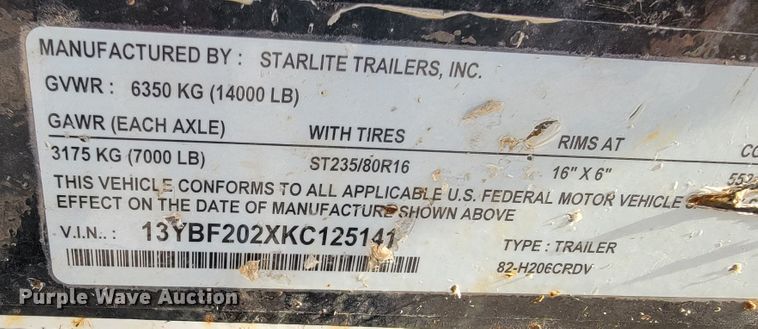 MANUFACTURED BY : STARLITE TRAILERS, INC.
GVWR : 6350 KG (14000 LB)
GAWR (EACH AXLE) WITH TIRES RIMS AT
3175 KG (7000 LB) ST235/80R16 16" X 6"
THIS VEHICLE CONFORMS TO ALL APPLICABLE U.S. FEDERAL MOTOR VEHICLE
EFFECT ON THE DATE OF MANUFACTURE SHOWN ABOVE
V.I.N.. : 13YBF202XKC125141
TYPE : TRAILER
82-H206CRDV
Purple Wave Auction